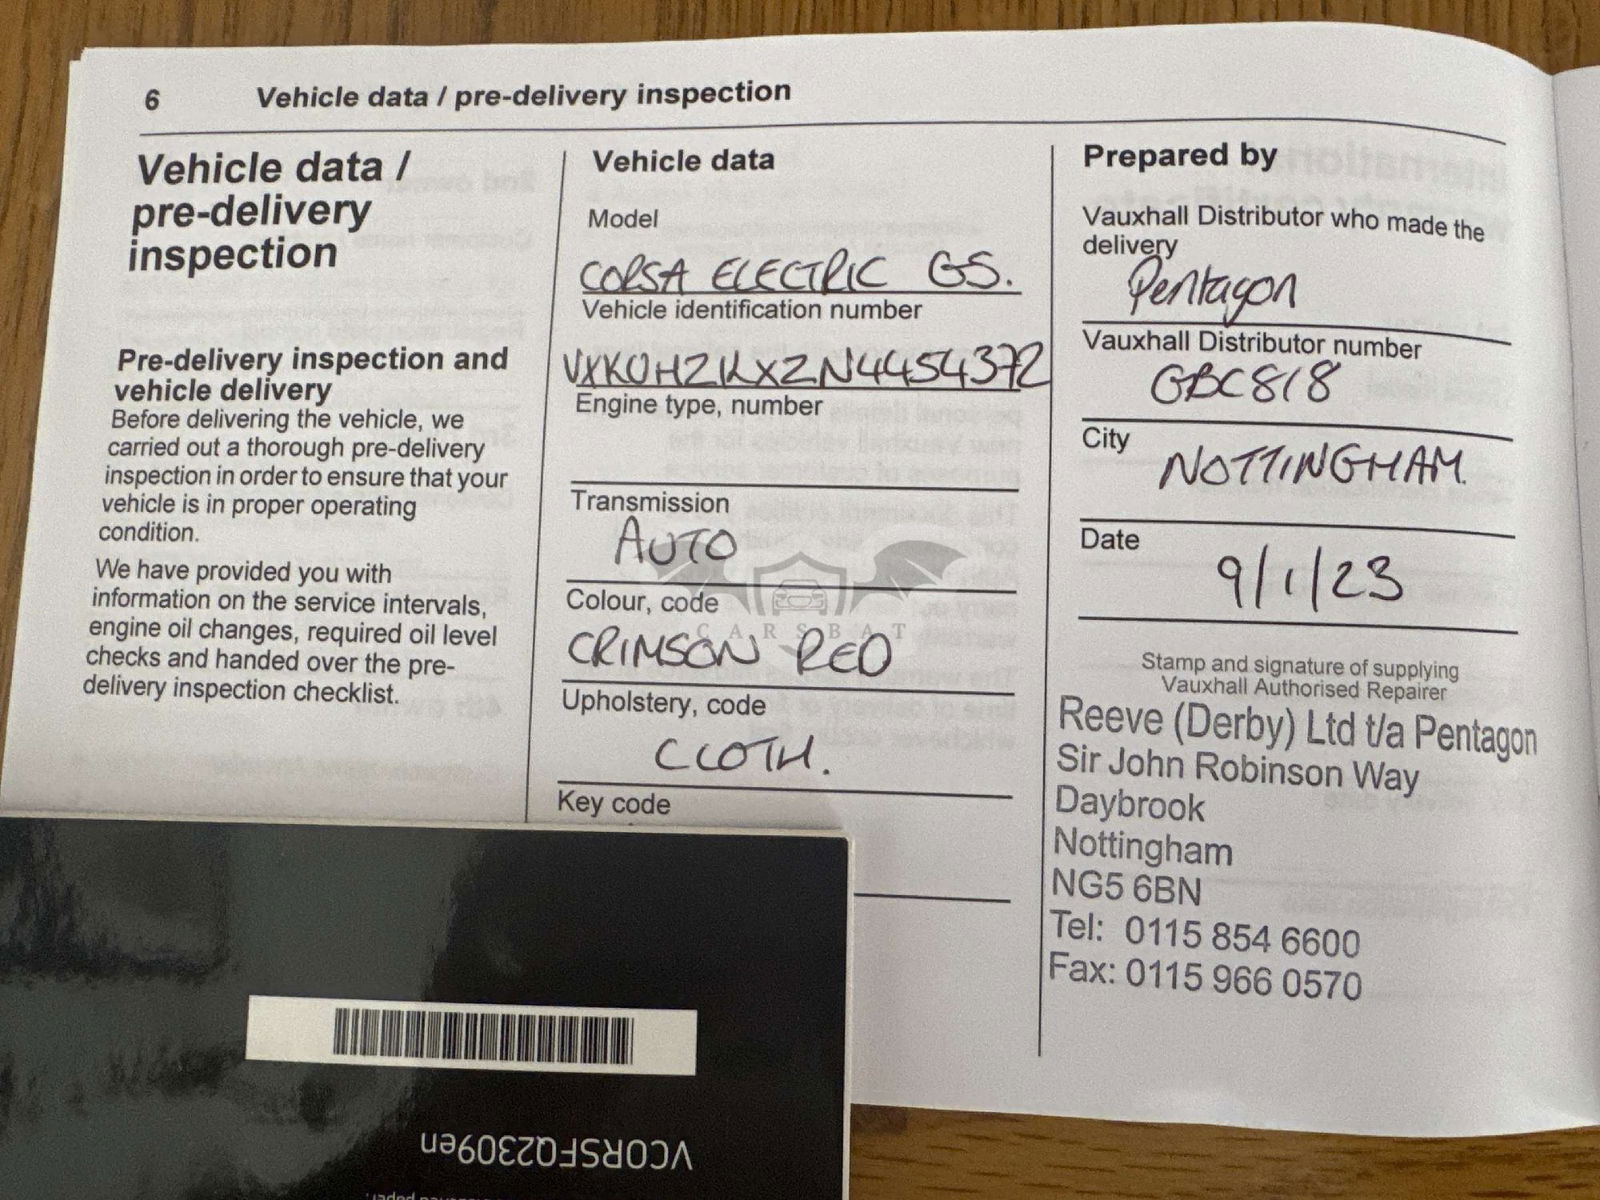 6 Vehicle data / pre-delivery inspection
Vehicle data /
pre-delivery
inspection
Pre-delivery inspection and
vehicle delivery
Before delivering the vehicle, we
carried out a thorough pre-delivery
inspection in order to ensure that your
vehicle is in proper operating
condition.
We have provided you with
information on the service intervals,
engine oil changes, required oil level
checks and handed over the pre-
delivery inspection checklist.
Vehicle data
Model
CORSA ELECTRIC GS.
Vehicle identification number
VXKUHZKXZN4454372
Engine type, number
Transmission
AUTO
Colour, code
CARSBAT
CRIMSON RED
Upholstery, code
CLOTH.
Key code
Prepared by
Vauxhall Distributor who made the
delivery
Pentagon
Vauxhall Distributor number
GBC818
City
NOTTINGHAM.
Date
9/1/23
Stamp and signature of supplying
Vauxhall Authorised Repairer
Reeve (Derby) Ltd t/a Pentagon
Sir John Robinson Way
Daybrook
Nottingham
NG5 6BN
Tel: 0115 854 6600
Fax: 0115 966 0570
VCORSFQ2309en
paper.